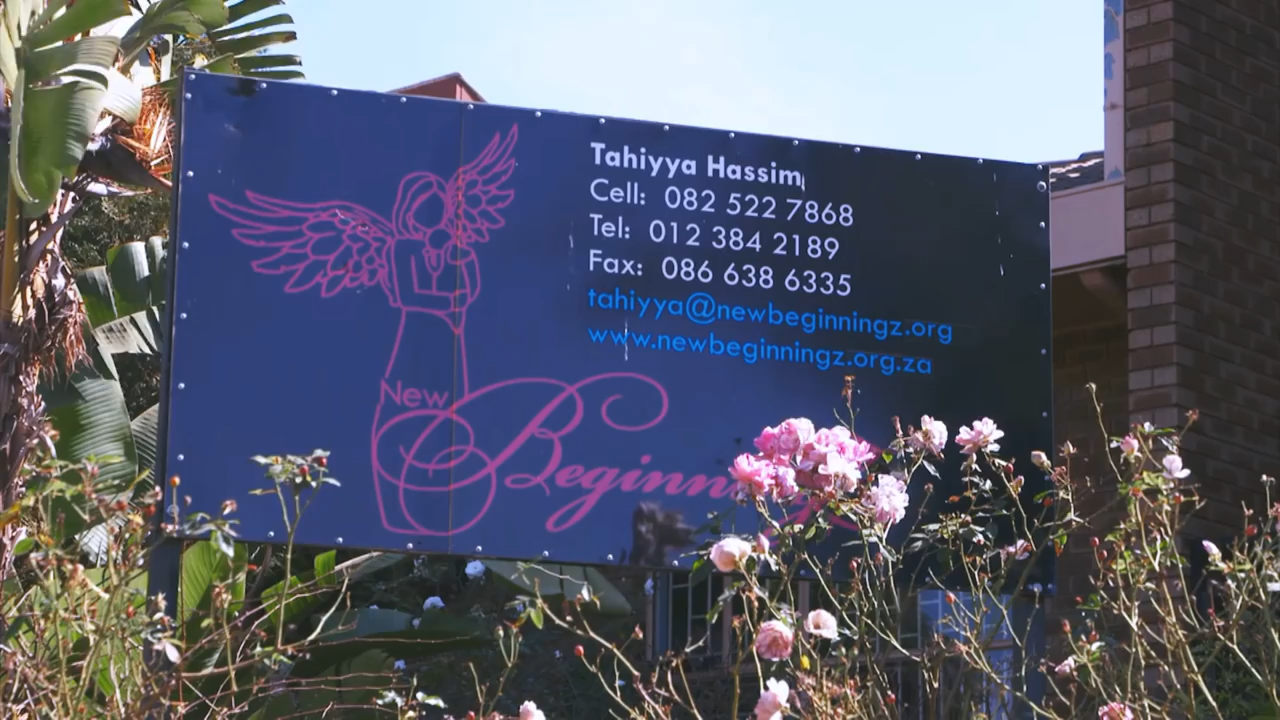 Tahiyya Hassim
Cell: 082 522 7868
Tel: 012 384 2189
Fax: 086 638 6335
tahiyya@newbeginningz.org
www.newbeginningz.org.za
New